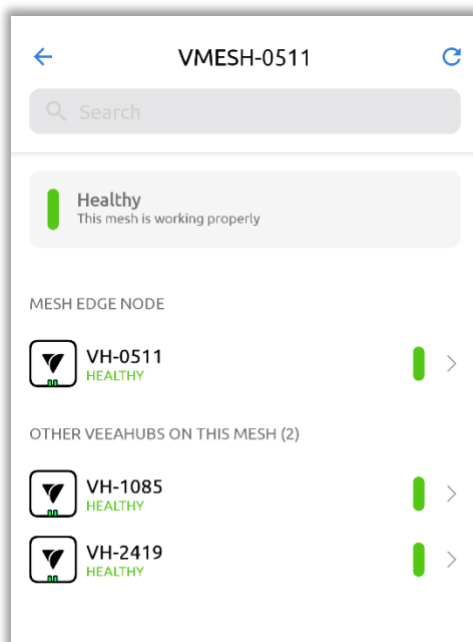 VMESH-0511
Search
Healthy
This mesh is working properly
MESH EDGE NODE
VH-0511
HEALTHY
OTHER VEEAHUBS ON THIS MESH (2)
VH-1085
HEALTHY
VH-2419
HEALTHY